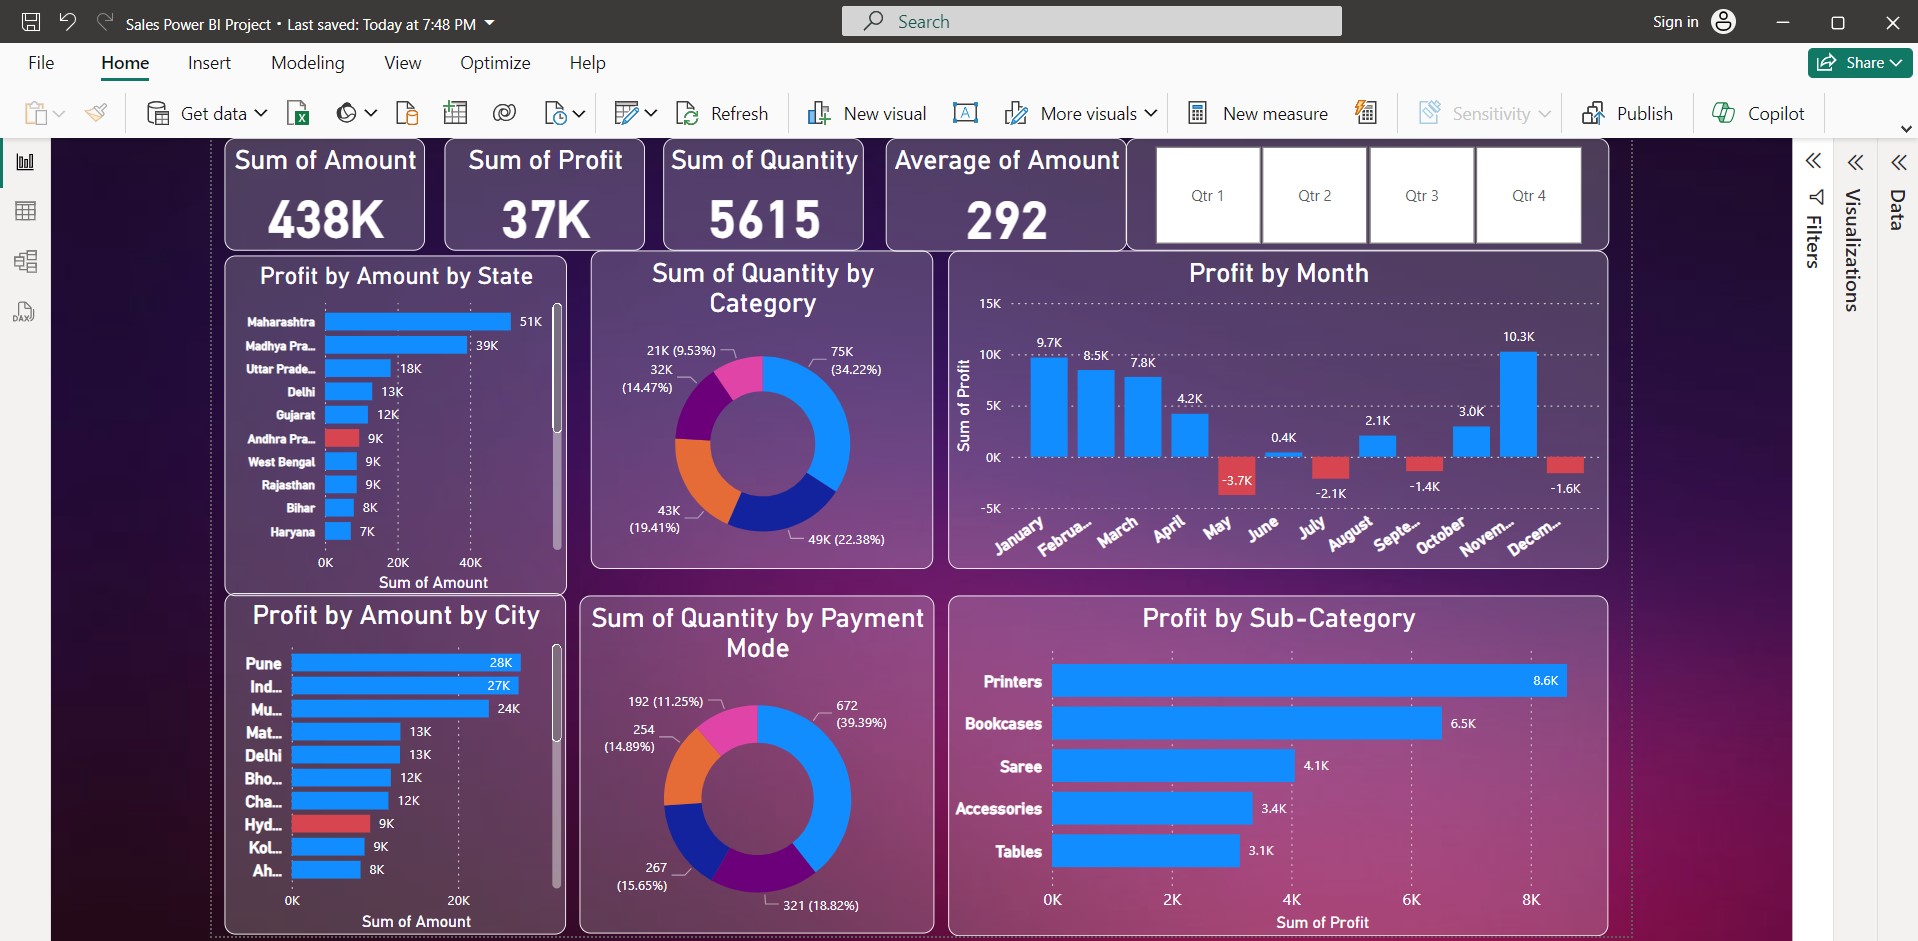 Sales Power BI Project • Last saved: Today at 7:48 PM
Search
Sign in
File
Home
Insert
Modeling
View
Optimize
Help
Share
Get data
Refresh
New visual
More visuals
New measure
Sensitivity
Publish
Copilot
DAX
Sum of Amount
438K
Sum of Profit
37K
Sum of Quantity
5615
Average of Amount
292
Qtr 1
Qtr 2
Qtr 3
Qtr 4
Filters
Visualizations
Data
Profit by Amount by State
Maharashtra
51K
Madhya Pra...
39K
Uttar Prade...
18K
Delhi
13K
Gujarat
12K
Andhra Pra...
9K
West Bengal
9K
Rajasthan
9K
Bihar
8K
Haryana
7K
0K
20K
40K
Sum of Amount
Sum of Quantity by
Category
21K (9.53%)
32K
(14.47%)
75K
(34.22%)
43K
(19.41%)
49K (22.38%)
Profit by Month
Sum of Profit
15K
10K
5K
0K
-5K
9.7K
8.5K
7.8K
4.2K
-3.7K
0.4K
-2.1K
2.1K
-1.4K
3.0K
10.3K
-1.6K
January
Februa...
March
April
May
June
July
August
Septe...
October
Novem...
Decem...
Profit by Amount by City
Pune
28K
Ind...
27K
Mu...
24K
Mat...
13K
Delhi
13K
Bho...
12K
Cha...
12K
Hyd...
9K
Kol...
9K
Ah...
8K
0K
20K
Sum of Amount
Sum of Quantity by Payment
Mode
192 (11.25%)
254
(14.89%)
672
(39.39%)
267
(15.65%)
321 (18.82%)
Profit by Sub-Category
Printers
8.6K
Bookcases
6.5K
Saree
4.1K
Accessories
3.4K
Tables
3.1K
0K
2K
4K
6K
8K
Sum of Profit